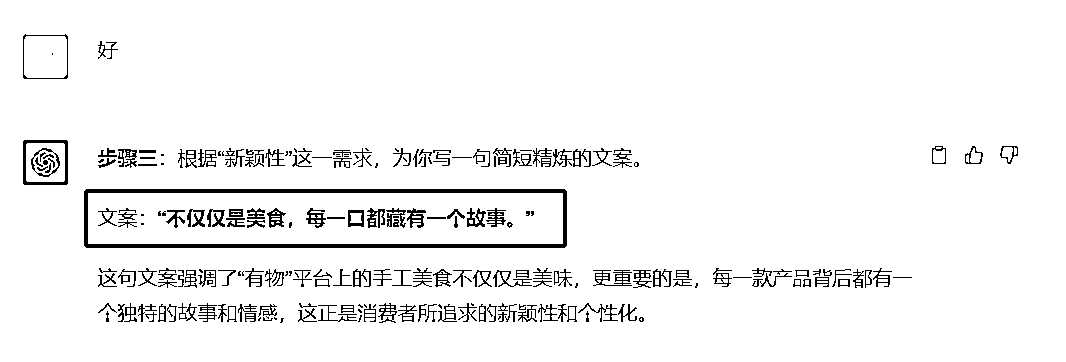 好
步骤三：根据“新颖性”这一需求，为你写一句简短精炼的文案。
文案：“不仅仅是美食，每一口都藏有一个故事。”
这句文案强调了“有物”平台上的手工美食不仅仅是美味，更重要的是，每一款产品背后都有一
个独特的故事和情感，这正是消费者所追求的新颖性和个性化。